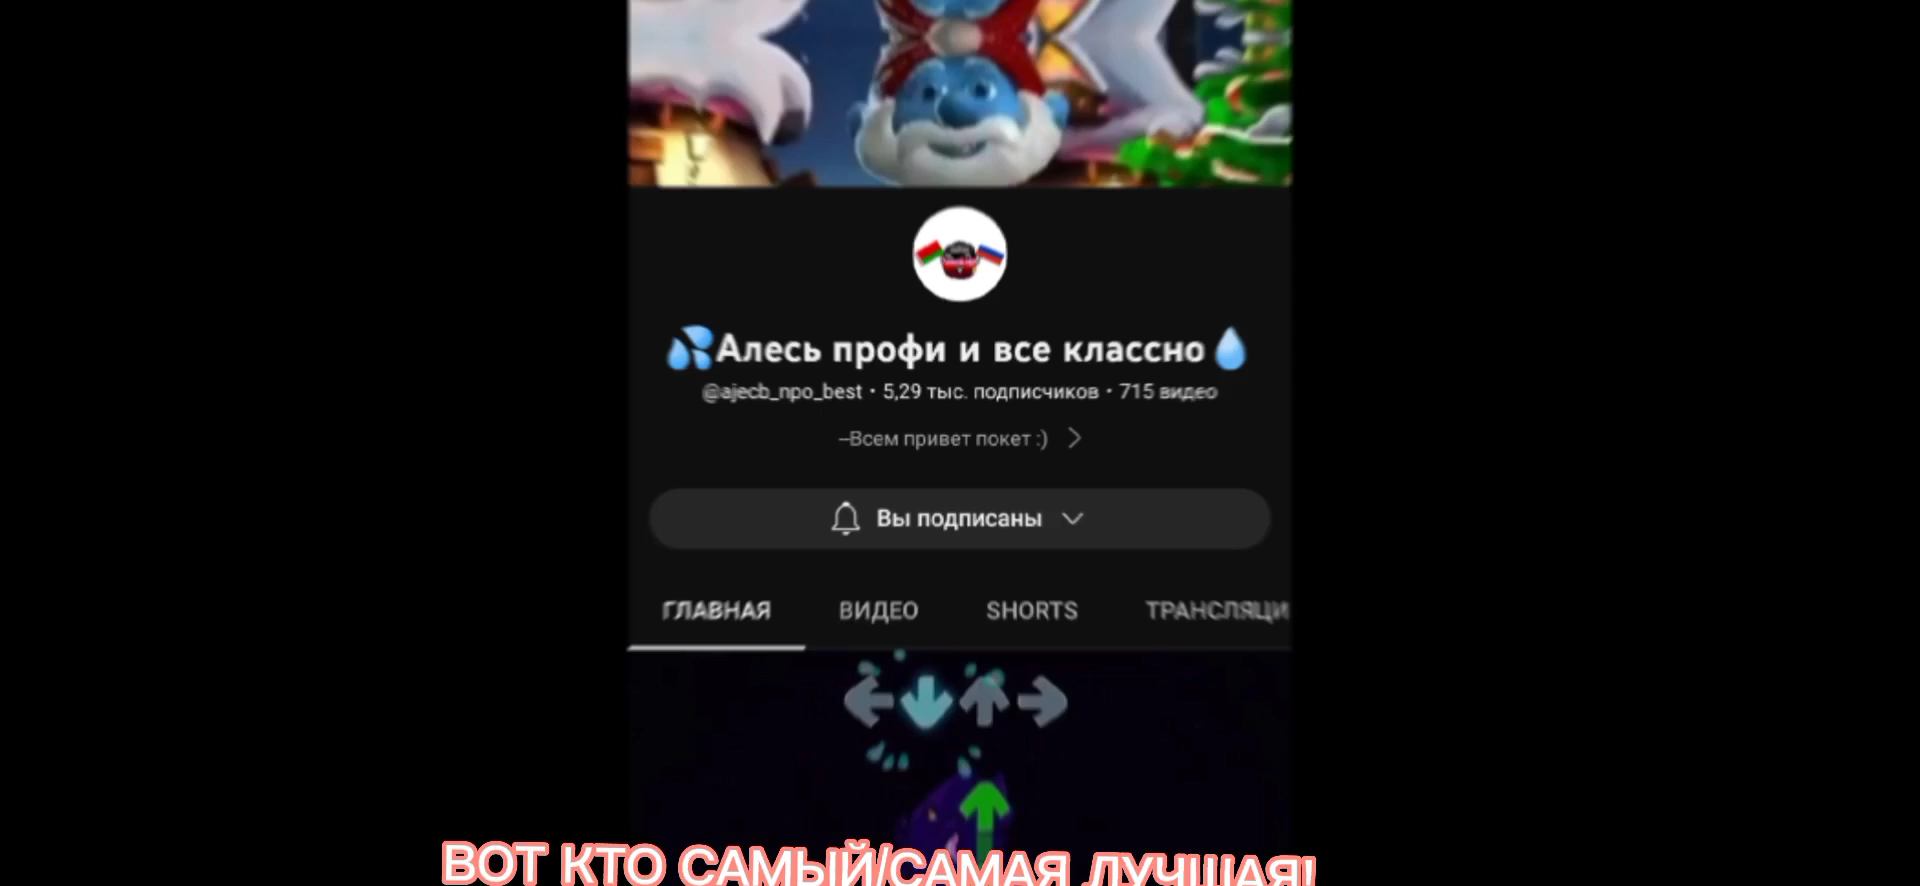 💦Алесь профи и все классно💧
@ajecb_npo_best • 5,29 тыс. подписчиков • 715 видео
–Всем привет покет :)
Вы подписаны
ГЛАВНАЯ ВИДЕО SHORTS ТРАНСЛЯЦИ
ВОТ КТО САМЫЙ/САМАЯ ЛУЧШАЯ!